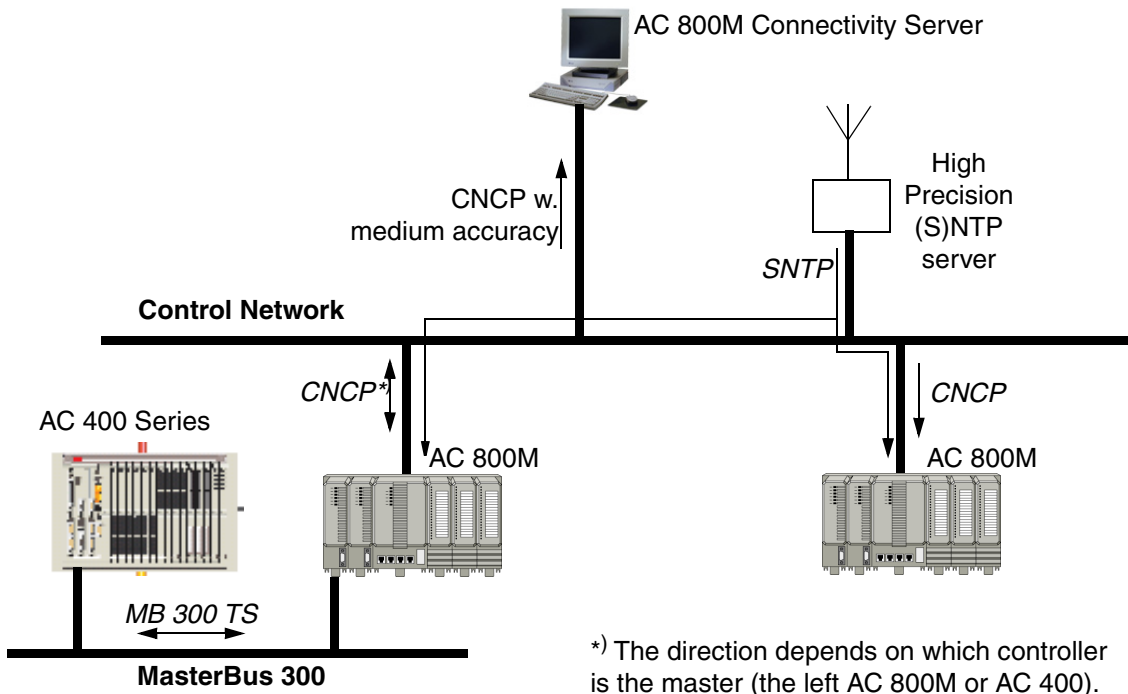 AC 800M Connectivity Server
High
Precision
(S)NTP
server
CNCP w.
medium accuracy
SNTP
Control Network
CNCP*)
CNCP
AC 400 Series
AC 800M
AC 800M
MB 300 TS
MasterBus 300
*) The direction depends on which controller
is the master (the left AC 800M or AC 400).